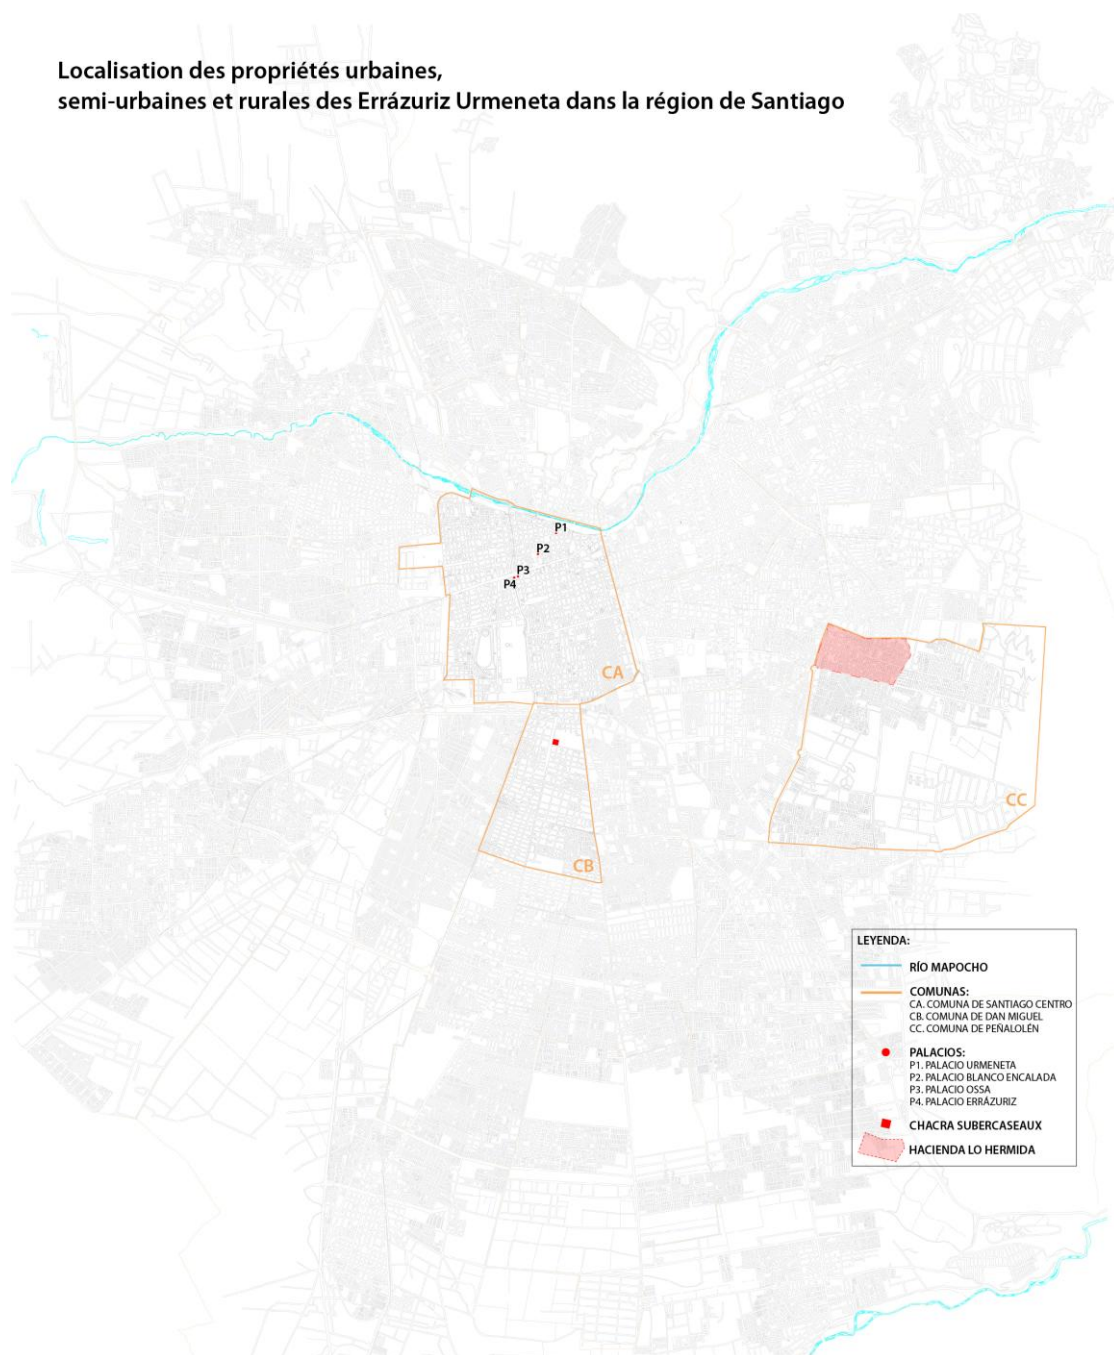 Localisation des propriétés urbaines,
semi-urbaines et rurales des Errázuriz Urmeneta dans la région de Santiago
P1
P2
P3
P4
CA
CC
CB
LEYENDA:
RÍO MAPOCHO
COMUNAS:
CA. COMUNA DE SANTIAGO CENTRO
CB. COMUNA DE DAN MIGUEL
CC. COMUNA DE PEÑALOLÉN
PALACIOS:
P1. PALACIO URMENETA
P2. PALACIO BLANCO ENCALADA
P3. PALACIO OSSA
P4. PALACIO ERRÁZURIZ
CHACRA SUBERCASEAUX
HACIENDA LO HERMIDA